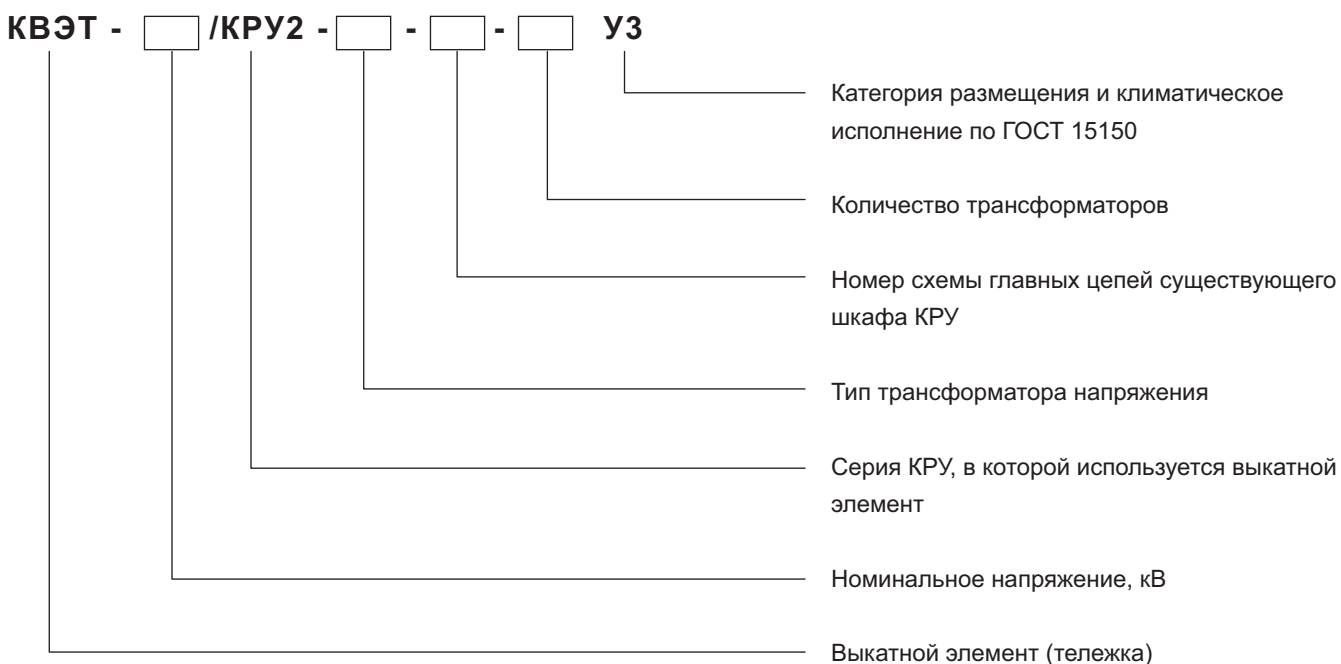 КВЭТ - /КРУ2 - - - У3
Категория размещения и климатическое
исполнение по ГОСТ 15150
Количество трансформаторов
Номер схемы главных цепей существующего
шкафа КРУ
Тип трансформатора напряжения
Серия КРУ, в которой используется выкатной
элемент
Номинальное напряжение, кВ
Выкатной элемент (тележка)